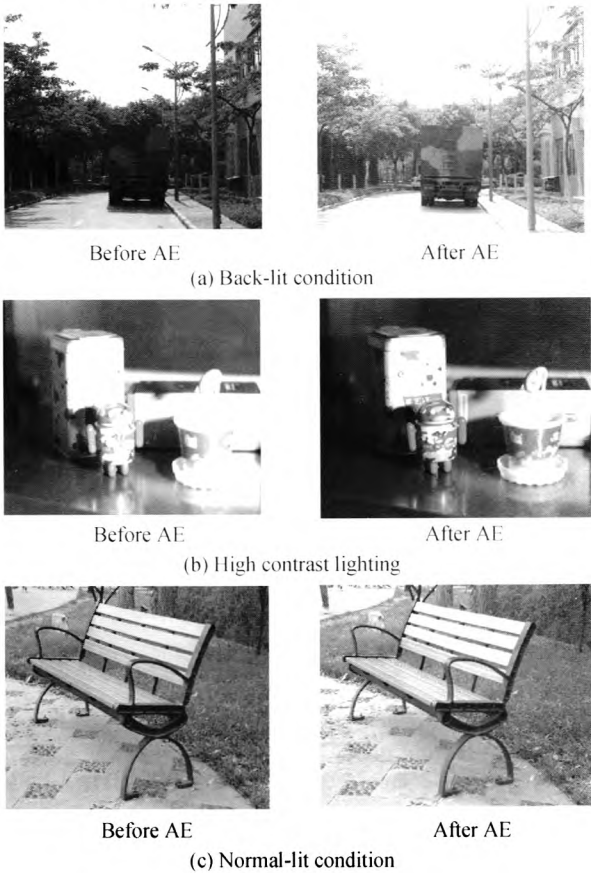 Before AE
After AE
(a) Back-lit condition
Before AE
After AE
(b) High contrast lighting
Before AE
After AE
(c) Normal-lit condition